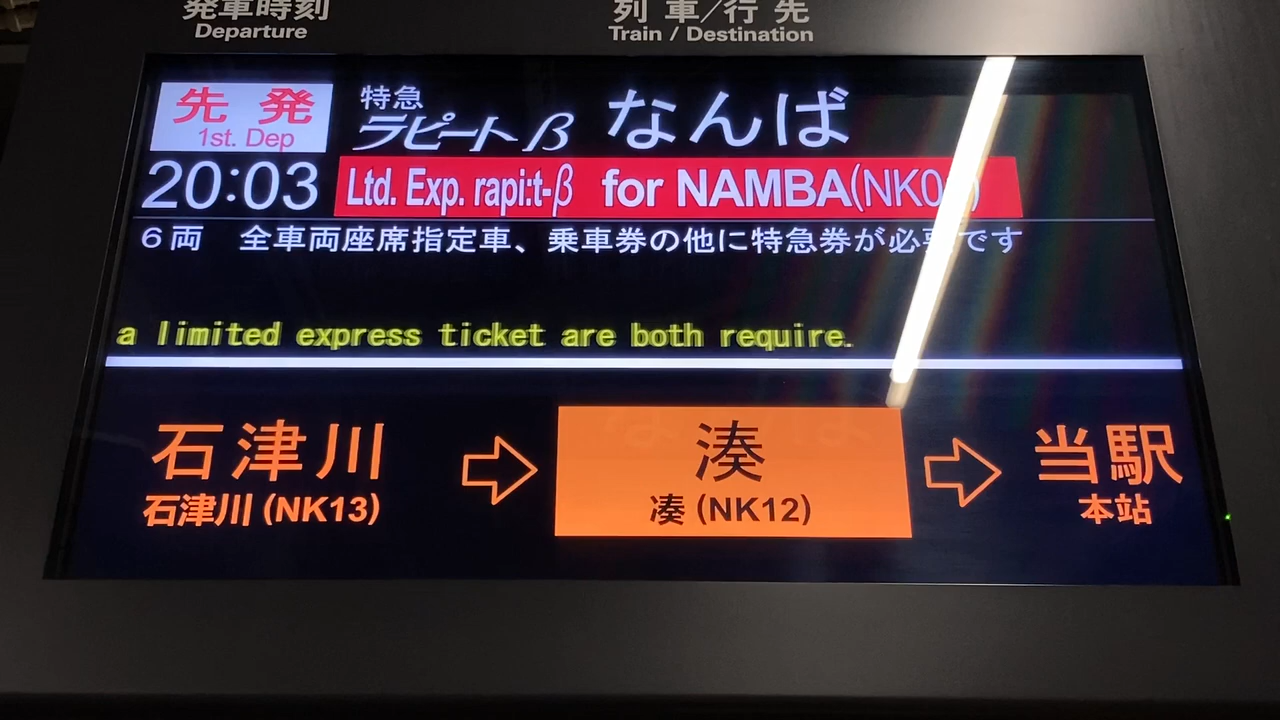 発車時刻 列車/行先
Departure Train / Destination
先発 特急 ラピートβ なんば
1st. Dep
20:03 Ltd. Exp. rapi:t-β for NAMBA(NK0
6両 全車両座席指定車、乗車券の他に特急券が必要です
a limited express ticket are both require.
石津川 ⇨ 湊 ⇨ 当駅
石津川 (NK13) 凑 (NK12) 本站